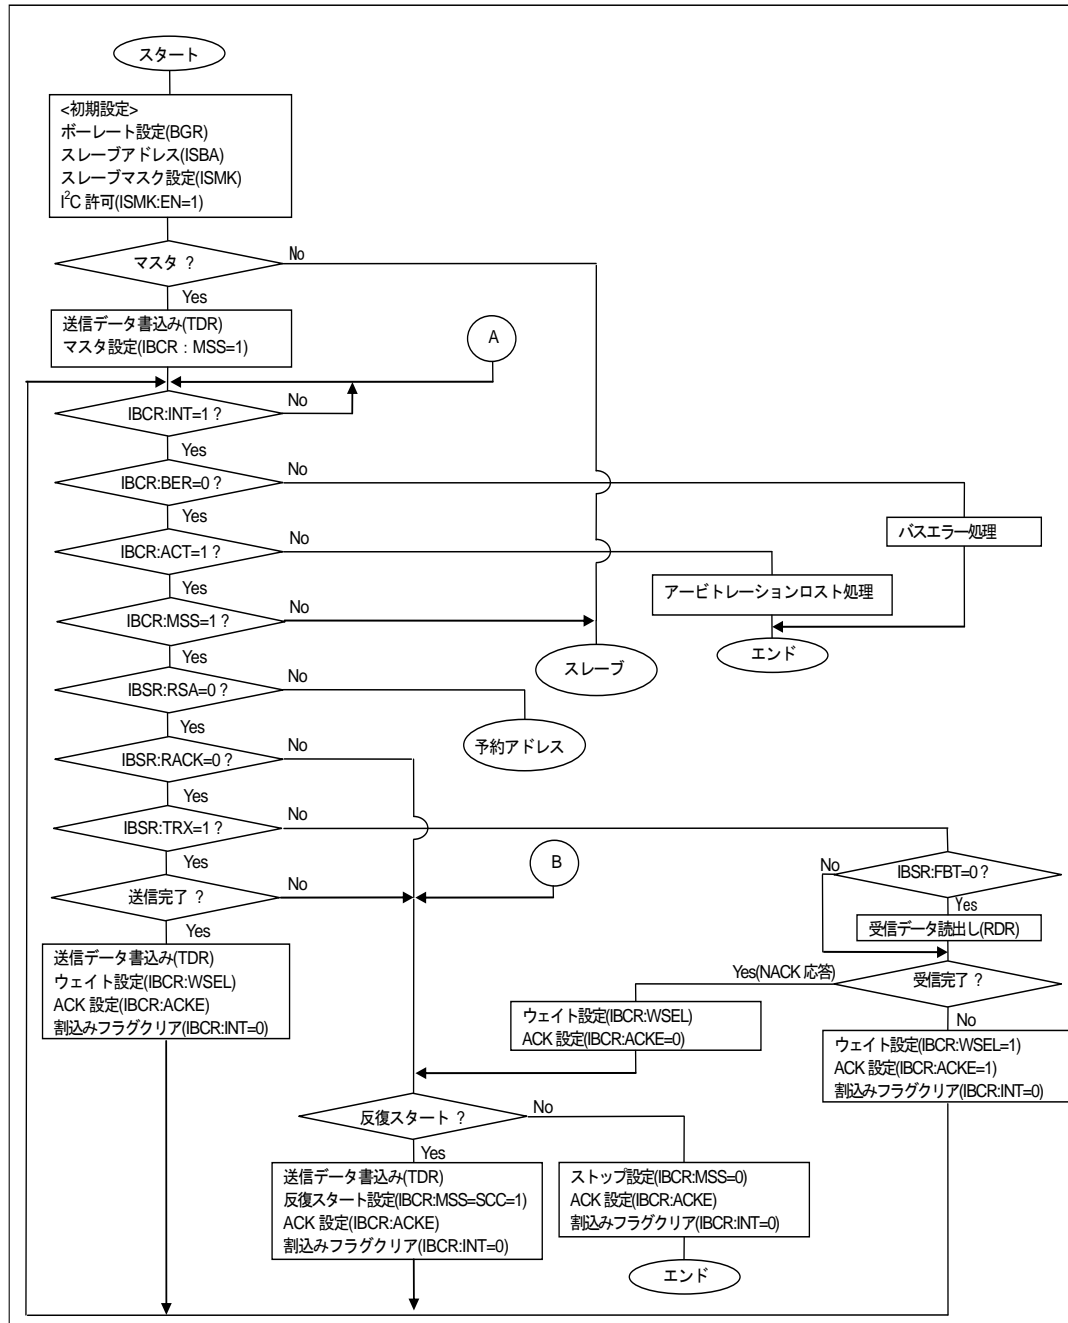 スタート
<初期設定>
ボーレート設定(BGR)
スレーブアドレス(ISBA)
スレーブマスク設定(ISMK)
I²C 許可(ISMK:EN=1)
マスタ ？
No
Yes
送信データ書込み(TDR)
マスタ設定(IBCR：MSS=1)
A
IBCR:INT=1 ?
No
Yes
IBCR:BER=0 ?
No
Yes
バスエラー処理
IBCR:ACT=1 ?
No
Yes
アービトレーションロスト処理
IBCR:MSS=1 ?
No
Yes
エンド
スレーブ
IBSR:RSA=0 ?
No
Yes
予約アドレス
IBSR:RACK=0 ?
No
Yes
IBSR:TRX=1 ?
No
Yes
B
IBSR:FBT=0 ?
No
Yes
送信完了 ？
No
Yes
受信データ読出し(RDR)
送信データ書込み(TDR)
ウェイト設定(IBCR:WSEL)
ACK 設定(IBCR:ACKE)
割込みフラグクリア(IBCR:INT=0)
受信完了 ？
Yes(NACK 応答)
No
ウェイト設定(IBCR:WSEL)
ACK 設定(IBCR:ACKE=0)
ウェイト設定(IBCR:WSEL=1)
ACK 設定(IBCR:ACKE=1)
割込みフラグクリア(IBCR:INT=0)
反復スタート ？
No
Yes
送信データ書込み(TDR)
反復スタート設定(IBCR:MSS=SCC=1)
ACK 設定(IBCR:ACKE)
割込みフラグクリア(IBCR:INT=0)
ストップ設定(IBCR:MSS=0)
ACK 設定(IBCR:ACKE)
割込みフラグクリア(IBCR:INT=0)
エンド